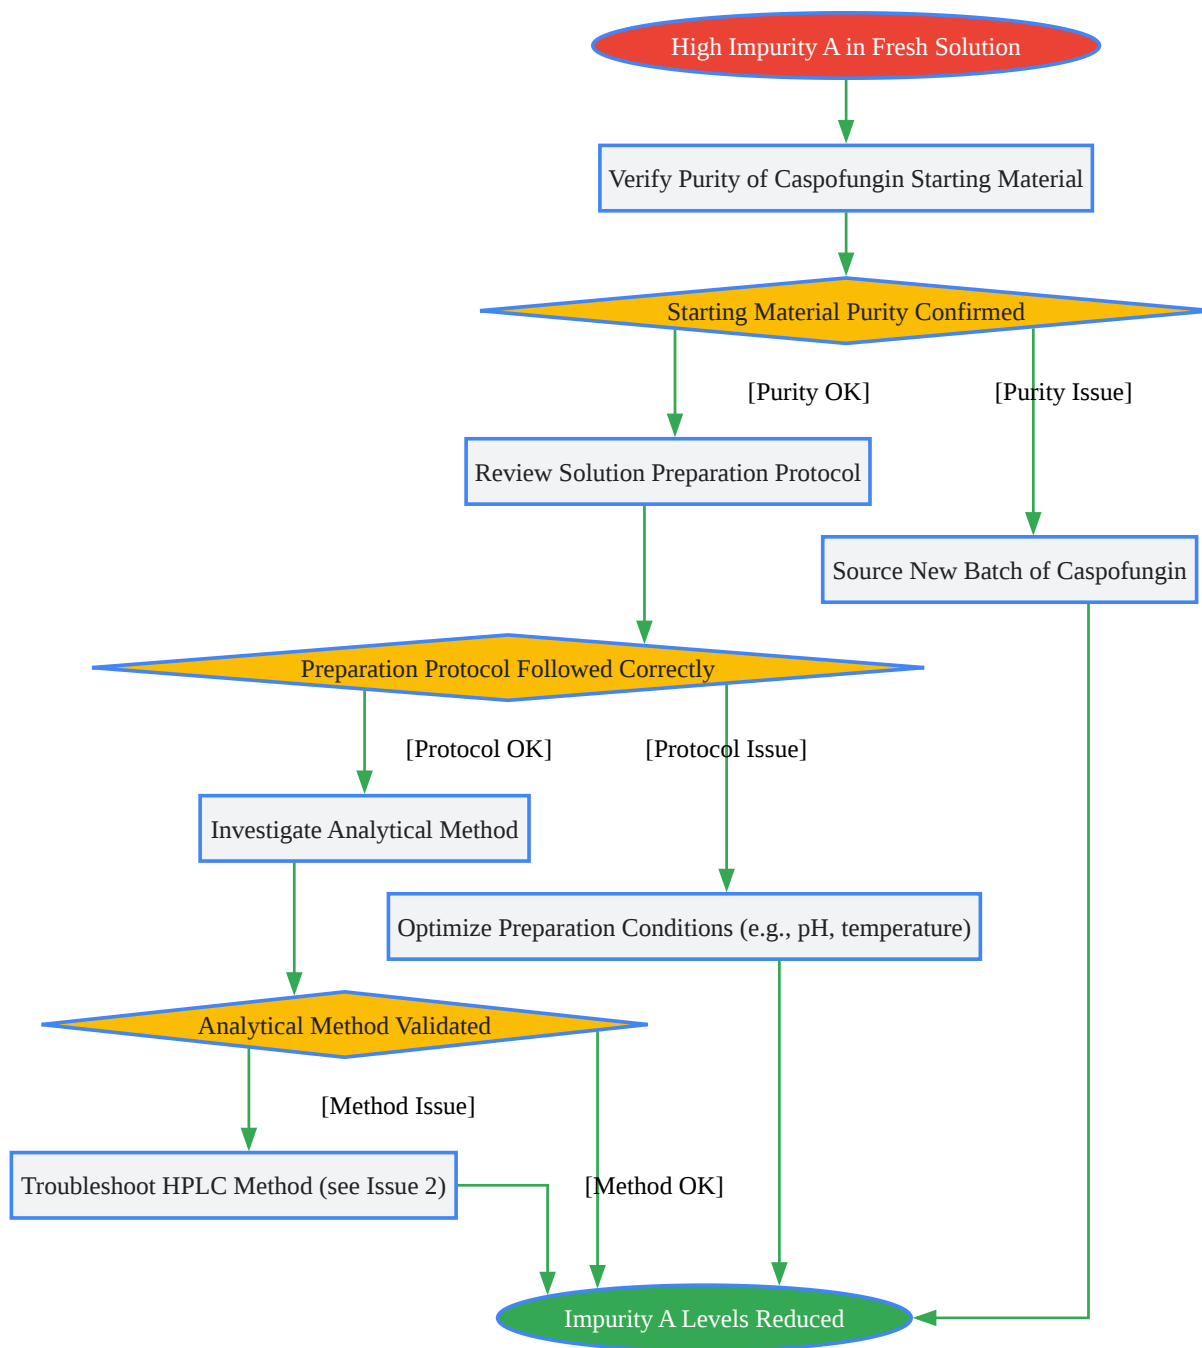 High Impurity A in Fresh Solution
Verify Purity of Caspofungin Starting Material
Starting Material Purity Confirmed
[Purity OK]
[Purity Issue]
Review Solution Preparation Protocol
Source New Batch of Caspofungin
Preparation Protocol Followed Correctly
[Protocol OK]
[Protocol Issue]
Investigate Analytical Method
Optimize Preparation Conditions (e.g., pH, temperature)
Analytical Method Validated
[Method Issue]
Troubleshoot HPLC Method (see Issue 2)
[Method OK]
Impurity A Levels Reduced